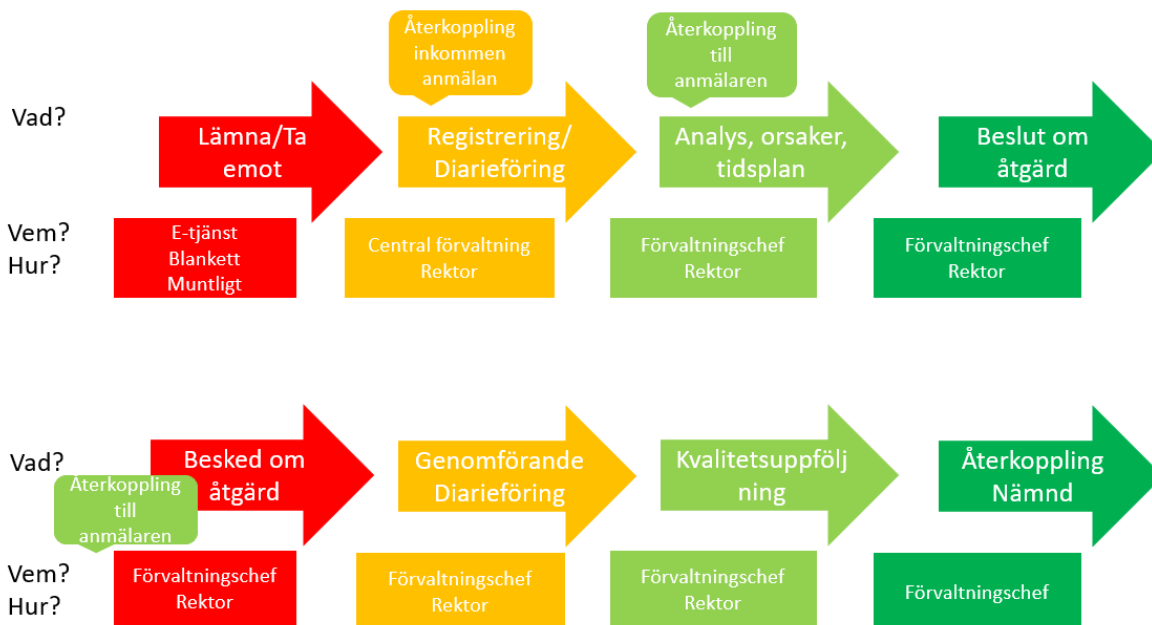 Återkoppling
inkommen
anmälan
Återkoppling
till
anmälaren
Vad?
Lämna/Ta
emot
Registrering/
Diarieföring
Analys, orsaker,
tidsplan
Beslut om
åtgärd
Vem?
Hur?
E-tjänst
Blankett
Muntligt
Central förvaltning
Rektor
Förvaltningschef
Rektor
Förvaltningschef
Rektor
Vad?
Återkoppling
till
anmälaren
Besked om
åtgärd
Genomförande
Diarieföring
Kvalitetsuppfölj
ning
Återkoppling
Nämnd
Vem?
Hur?
Förvaltningschef
Rektor
Förvaltningschef
Rektor
Förvaltningschef
Rektor
Förvaltningschef